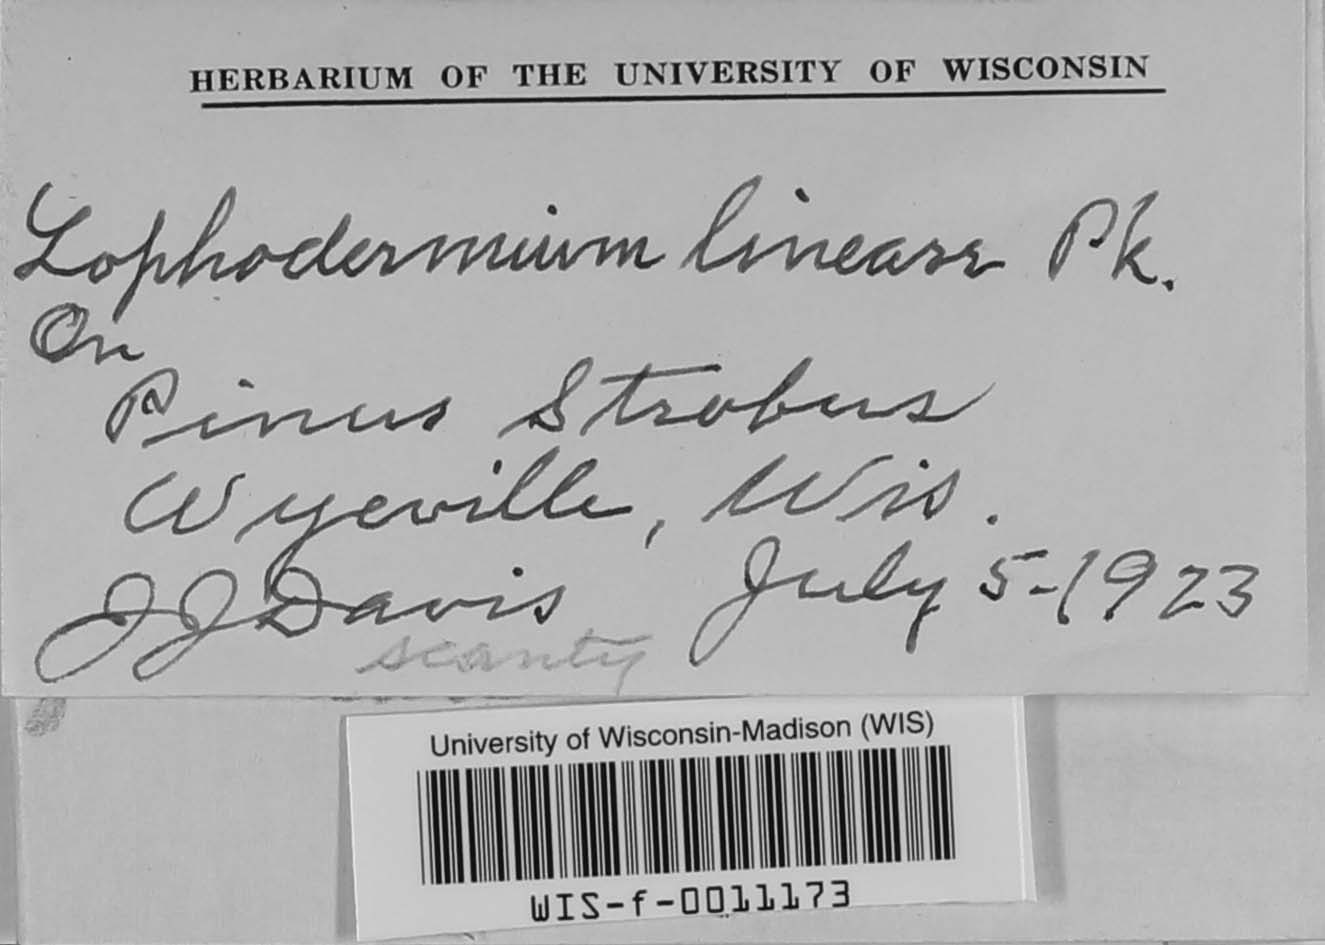 HERBARIUM OF THE UNIVERSITY OF WISCONSIN
Lophodermium lineare Pk.
On
Pinus Strobus
Wyeville, Wis.
JJ Davis July 5-1923
scanty
University of Wisconsin-Madison (WIS)
WIS-f-0011173